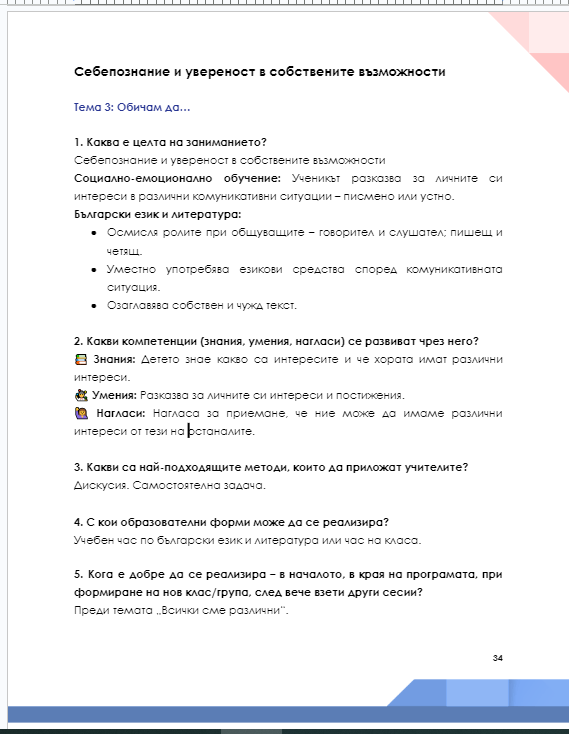 Себепознание и увереност в собствените възможности
Тема 3: Обичам да...
1. Каква е целта на заниманието?
Себепознание и увереност в собствените възможности
Социално-емоционално обучение: Ученикът разказва за личните си
интереси в различни комуникативни ситуации – писмено или устно.
Български език и литература:
• Осмисля ролите при общуващите – говорител и слушател; пишещ и
четящ.
• Уместно употребява езикови средства според комуникативната
ситуация.
• Озаглавява собствен и чужд текст.
2. Какви компетенции (знания, умения, нагласи) се развиват чрез него?
Знания: Детето знае какво са интересите и че хората имат различни
интереси.
Умения: Разказва за личните си интереси и постижения.
Нагласи: Нагласа за приемане, че ние може да имаме различни
интереси от тези на останалите.
3. Какви са най-подходящите методи, които да приложат учителите?
Дискусия. Самостоятелна задача.
4. С кои образователни форми може да се реализира?
Учебен час по български език и литература или час на класа.
5. Кога е добре да се реализира – в началото, в края на програмата, при
формиране на нов клас/група, след вече взети други сесии?
Преди темата „Всички сме различни“.
34